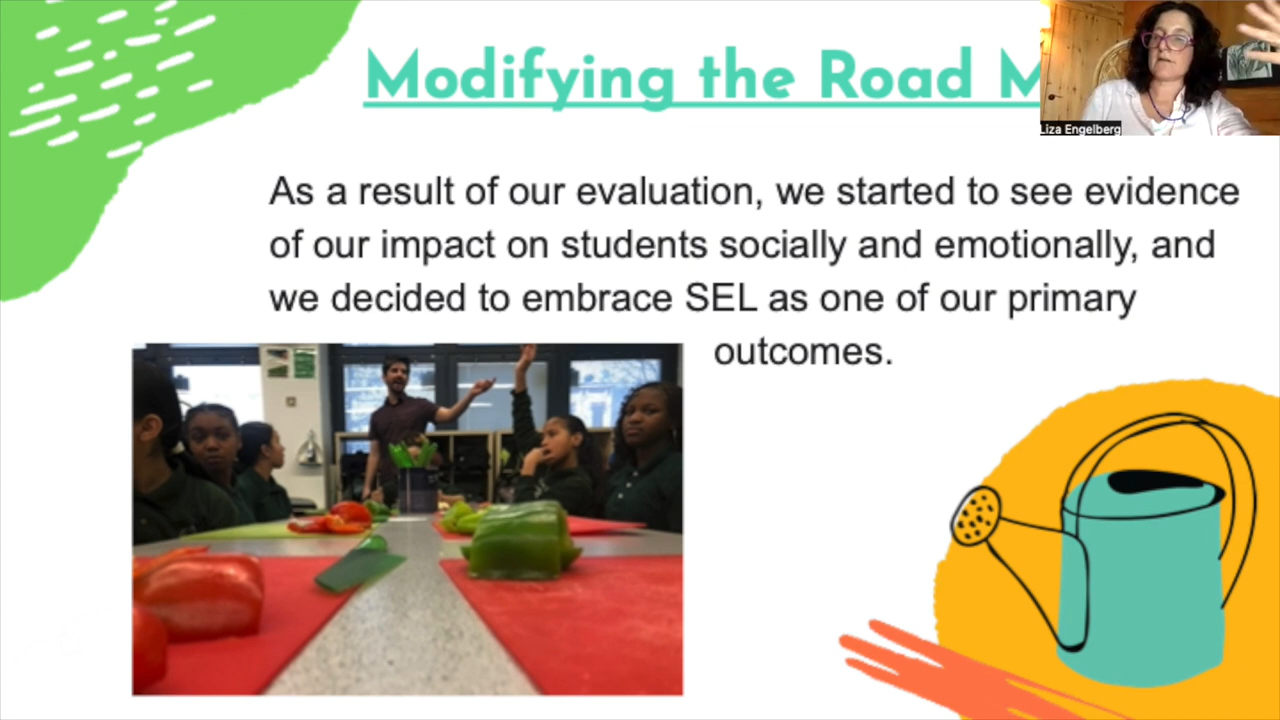 Modifying the Road M
Liza Engelberg
As a result of our evaluation, we started to see evidence
of our impact on students socially and emotionally, and
we decided to embrace SEL as one of our primary
outcomes.